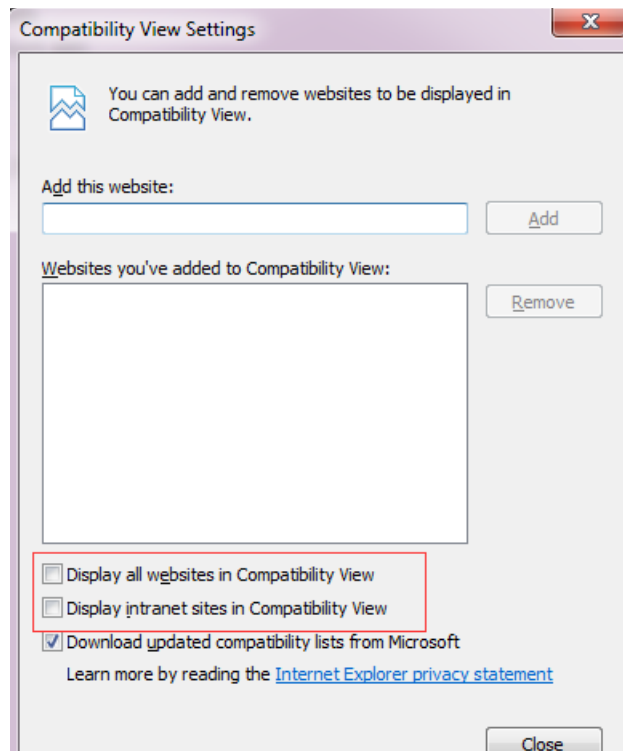 Compatibility View Settings
You can add and remove websites to be displayed in
Compatibility View.
Add this website:
Add
Websites you've added to Compatibility View:
Remove
Display all websites in Compatibility View
Display intranet sites in Compatibility View
Download updated compatibility lists from Microsoft
Learn more by reading the Internet Explorer privacy statement
Close